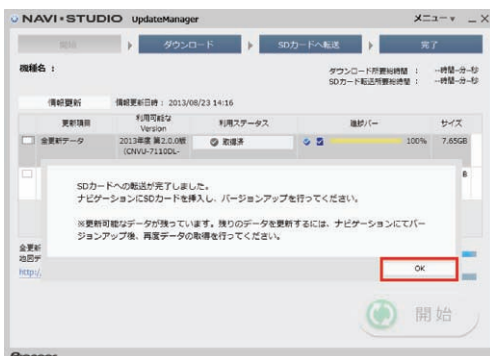 NAVI•STUDIO UpdateManager
メニュー
開始
ダウンロード
SDカードへ転送
完了
機種名 :
ダウンロード所要時間 : --時間-分-秒
SDカード転送所要時間 : --時間-分-秒
情報更新
情報更新日時 : 2013/08/23 14:16
更新項目
利用可能な
Version
利用ステータス
進捗バー
サイズ
全更新データ
2013年度 第2.0.0版
(CNVU-7110DL-
取得済
100%
7.65GB
SDカードへの転送が完了しました。
ナビゲーションにSDカードを挿入し、バージョンアップを行ってください。
※更新可能なデータが残っています。残りのデータを更新するには、ナビゲーションにてバー
ジョンアップ後、再度データの取得を行ってください。
OK
全更新
地図デ
http:/
開始